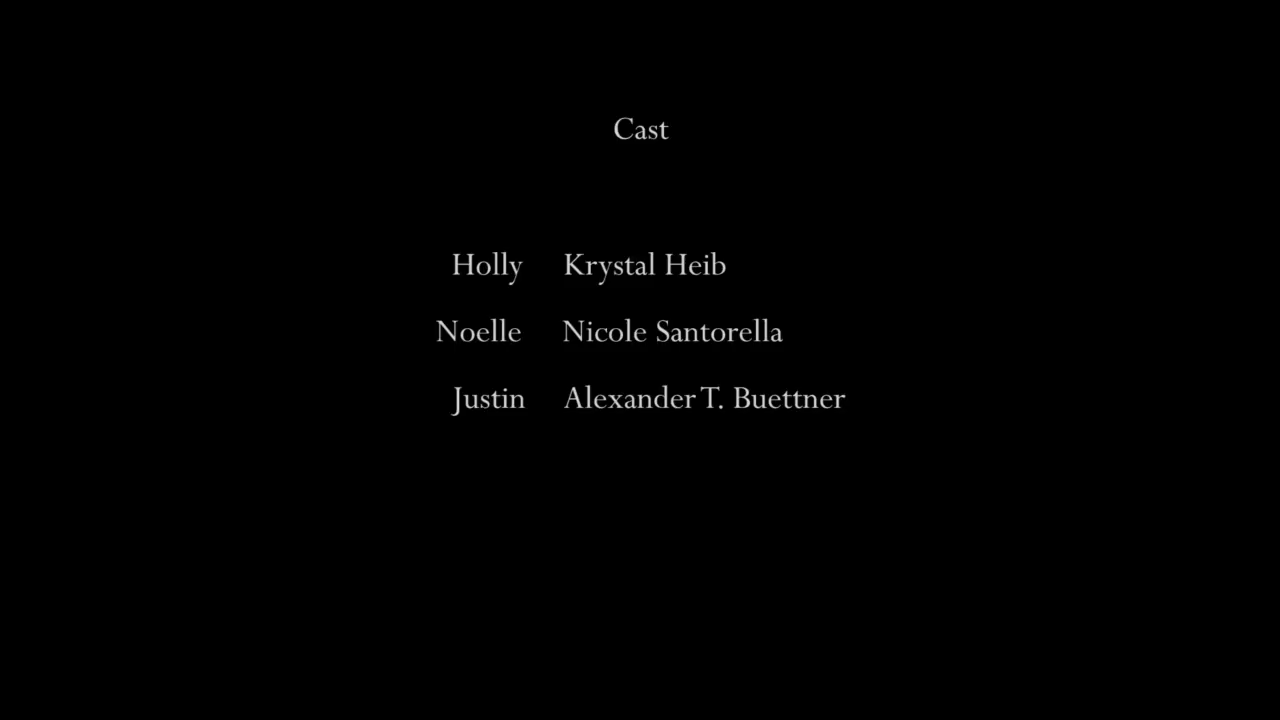 Cast
Holly Krystal Heib
Noelle Nicole Santorella
Justin Alexander T. Buettner